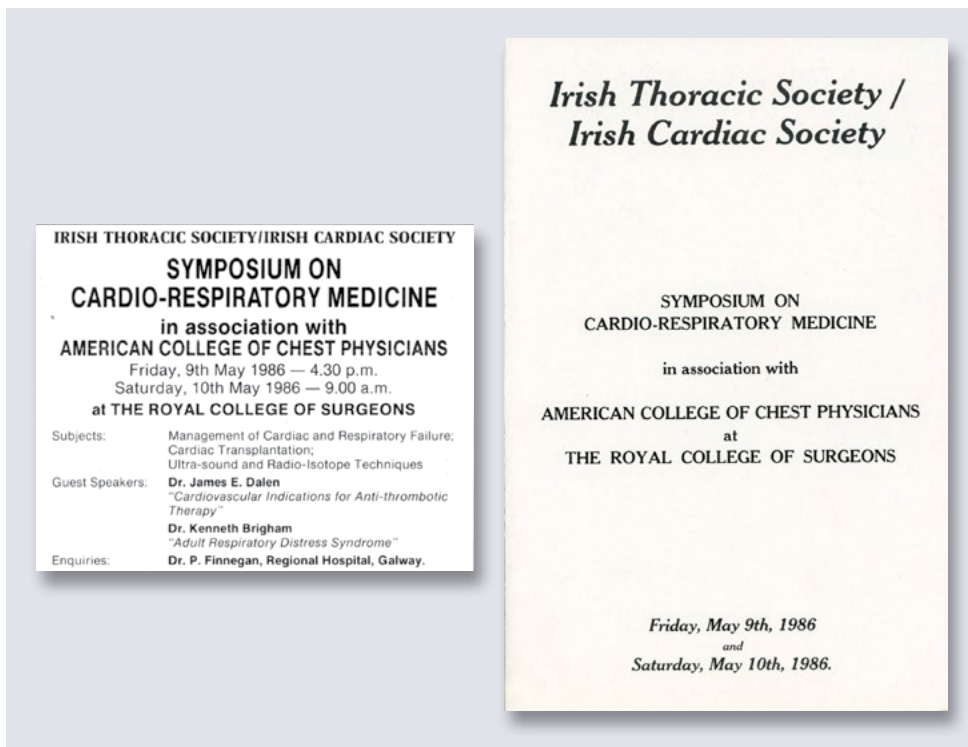 IRISH THORACIC SOCIETY/IRISH CARDIAC SOCIETY
SYMPOSIUM ON
CARDIO-RESPIRATORY MEDICINE
in association with
AMERICAN COLLEGE OF CHEST PHYSICIANS
Friday, 9th May 1986 — 4.30 p.m.
Saturday, 10th May 1986 — 9.00 a.m.
at THE ROYAL COLLEGE OF SURGEONS
Subjects: Management of Cardiac and Respiratory Failure;
Cardiac Transplantation;
Ultra-sound and Radio-Isotope Techniques
Guest Speakers: Dr. James E. Dalen
"Cardiovascular Indications for Anti-thrombotic
Therapy"
Dr. Kenneth Brigham
"Adult Respiratory Distress Syndrome"
Enquiries: Dr. P. Finnegan, Regional Hospital, Galway.
Irish Thoracic Society /
Irish Cardiac Society
SYMPOSIUM ON
CARDIO-RESPIRATORY MEDICINE
in association with
AMERICAN COLLEGE OF CHEST PHYSICIANS
at
THE ROYAL COLLEGE OF SURGEONS
Friday, May 9th, 1986
and
Saturday, May 10th, 1986.